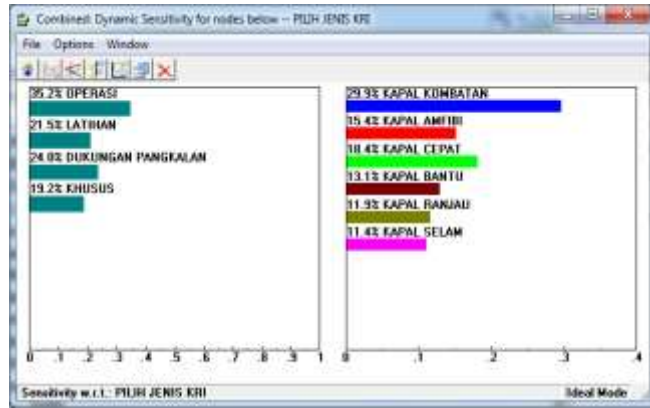 Combined: Dynamic Sensitivity for nodes below -- PILIH JENIS KRI
File Options Window
35.2% OPERASI
21.5% LATIHAN
24.0% DUKUNGAN PANGKALAN
19.2% KHUSUS
0 .1 .2 .3 .4 .5 .6 .7 .8 .9 1
29.9% KAPAL KOMBATAN
15.4% KAPAL AMFIBI
18.4% KAPAL CEPAT
13.1% KAPAL BANTU
11.9% KAPAL RANJAU
11.4% KAPAL SELAM
0 .1 .2 .3 .4
Sensitivity w.r.t.: PILIH JENIS KRI
Ideal Mode